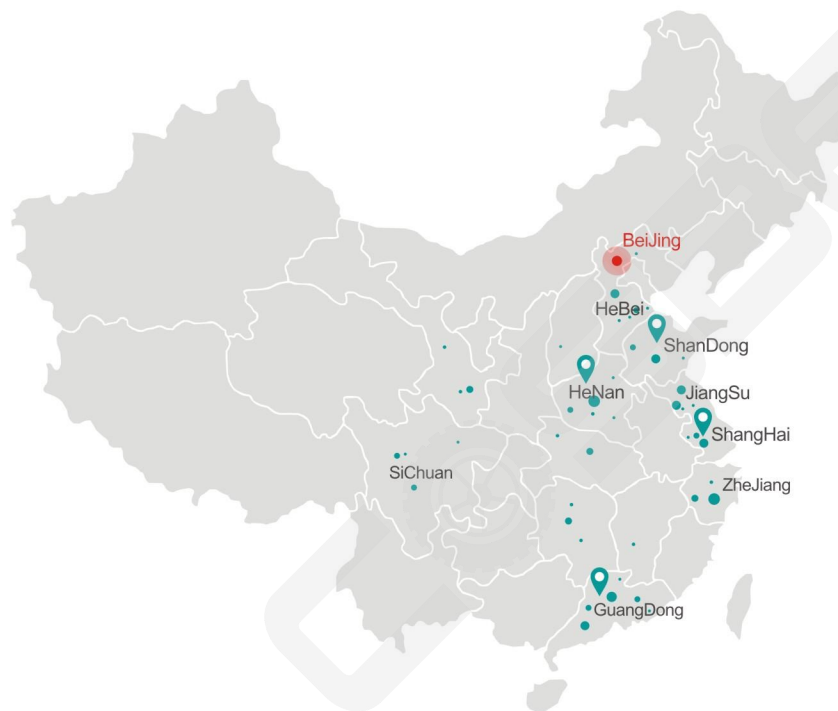 BeiJing
HeBei
ShanDong
HeNan
JiangSu
ShangHai
SiChuan
ZheJiang
GuangDong